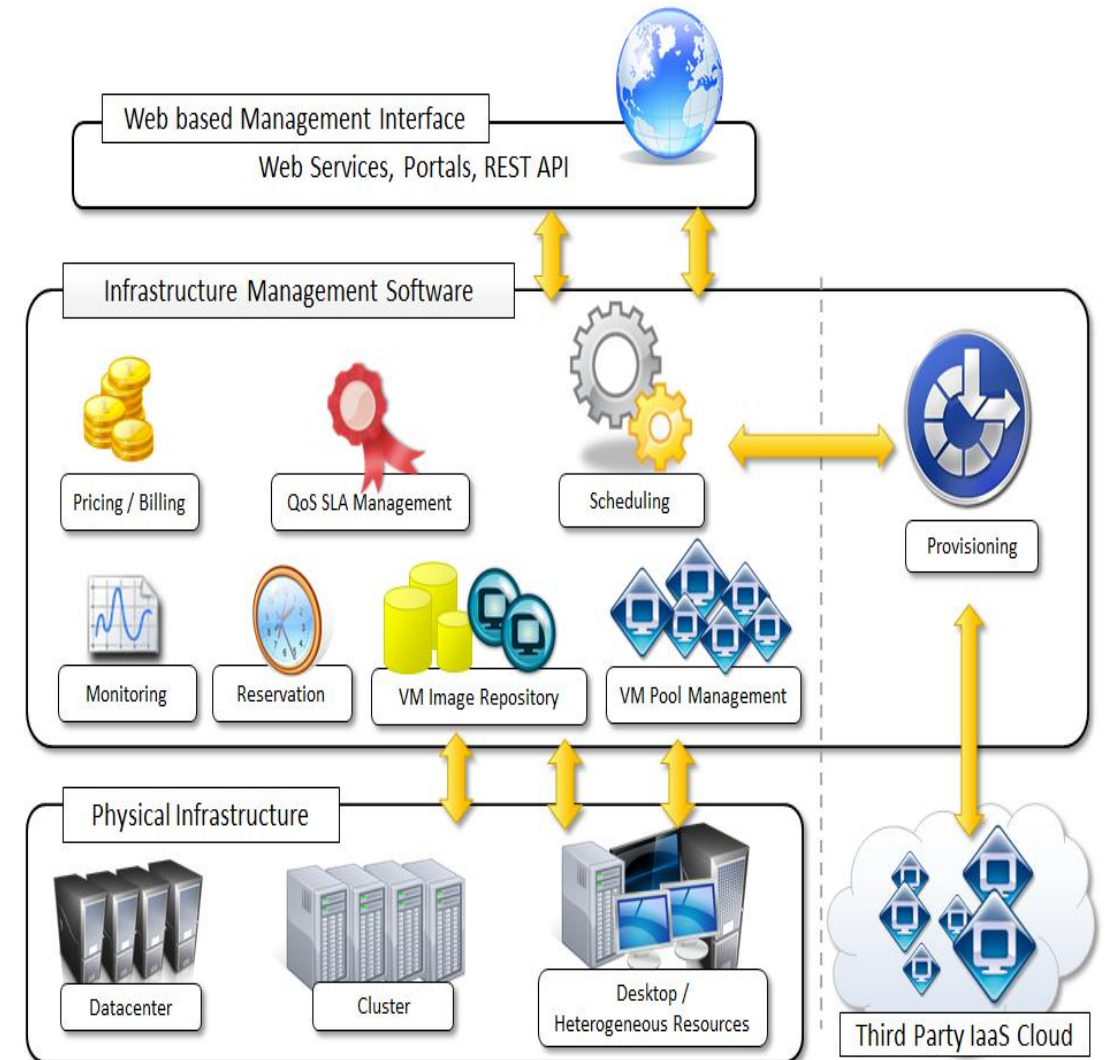 Web based Management Interface
Web Services, Portals, REST API
Infrastructure Management Software
Pricing / Billing
QoS SLA Management
Scheduling
Provisioning
Monitoring
Reservation
VM Image Repository
VM Pool Management
Physical Infrastructure
Datacenter
Cluster
Desktop /
Heterogeneous Resources
Third Party IaaS Cloud